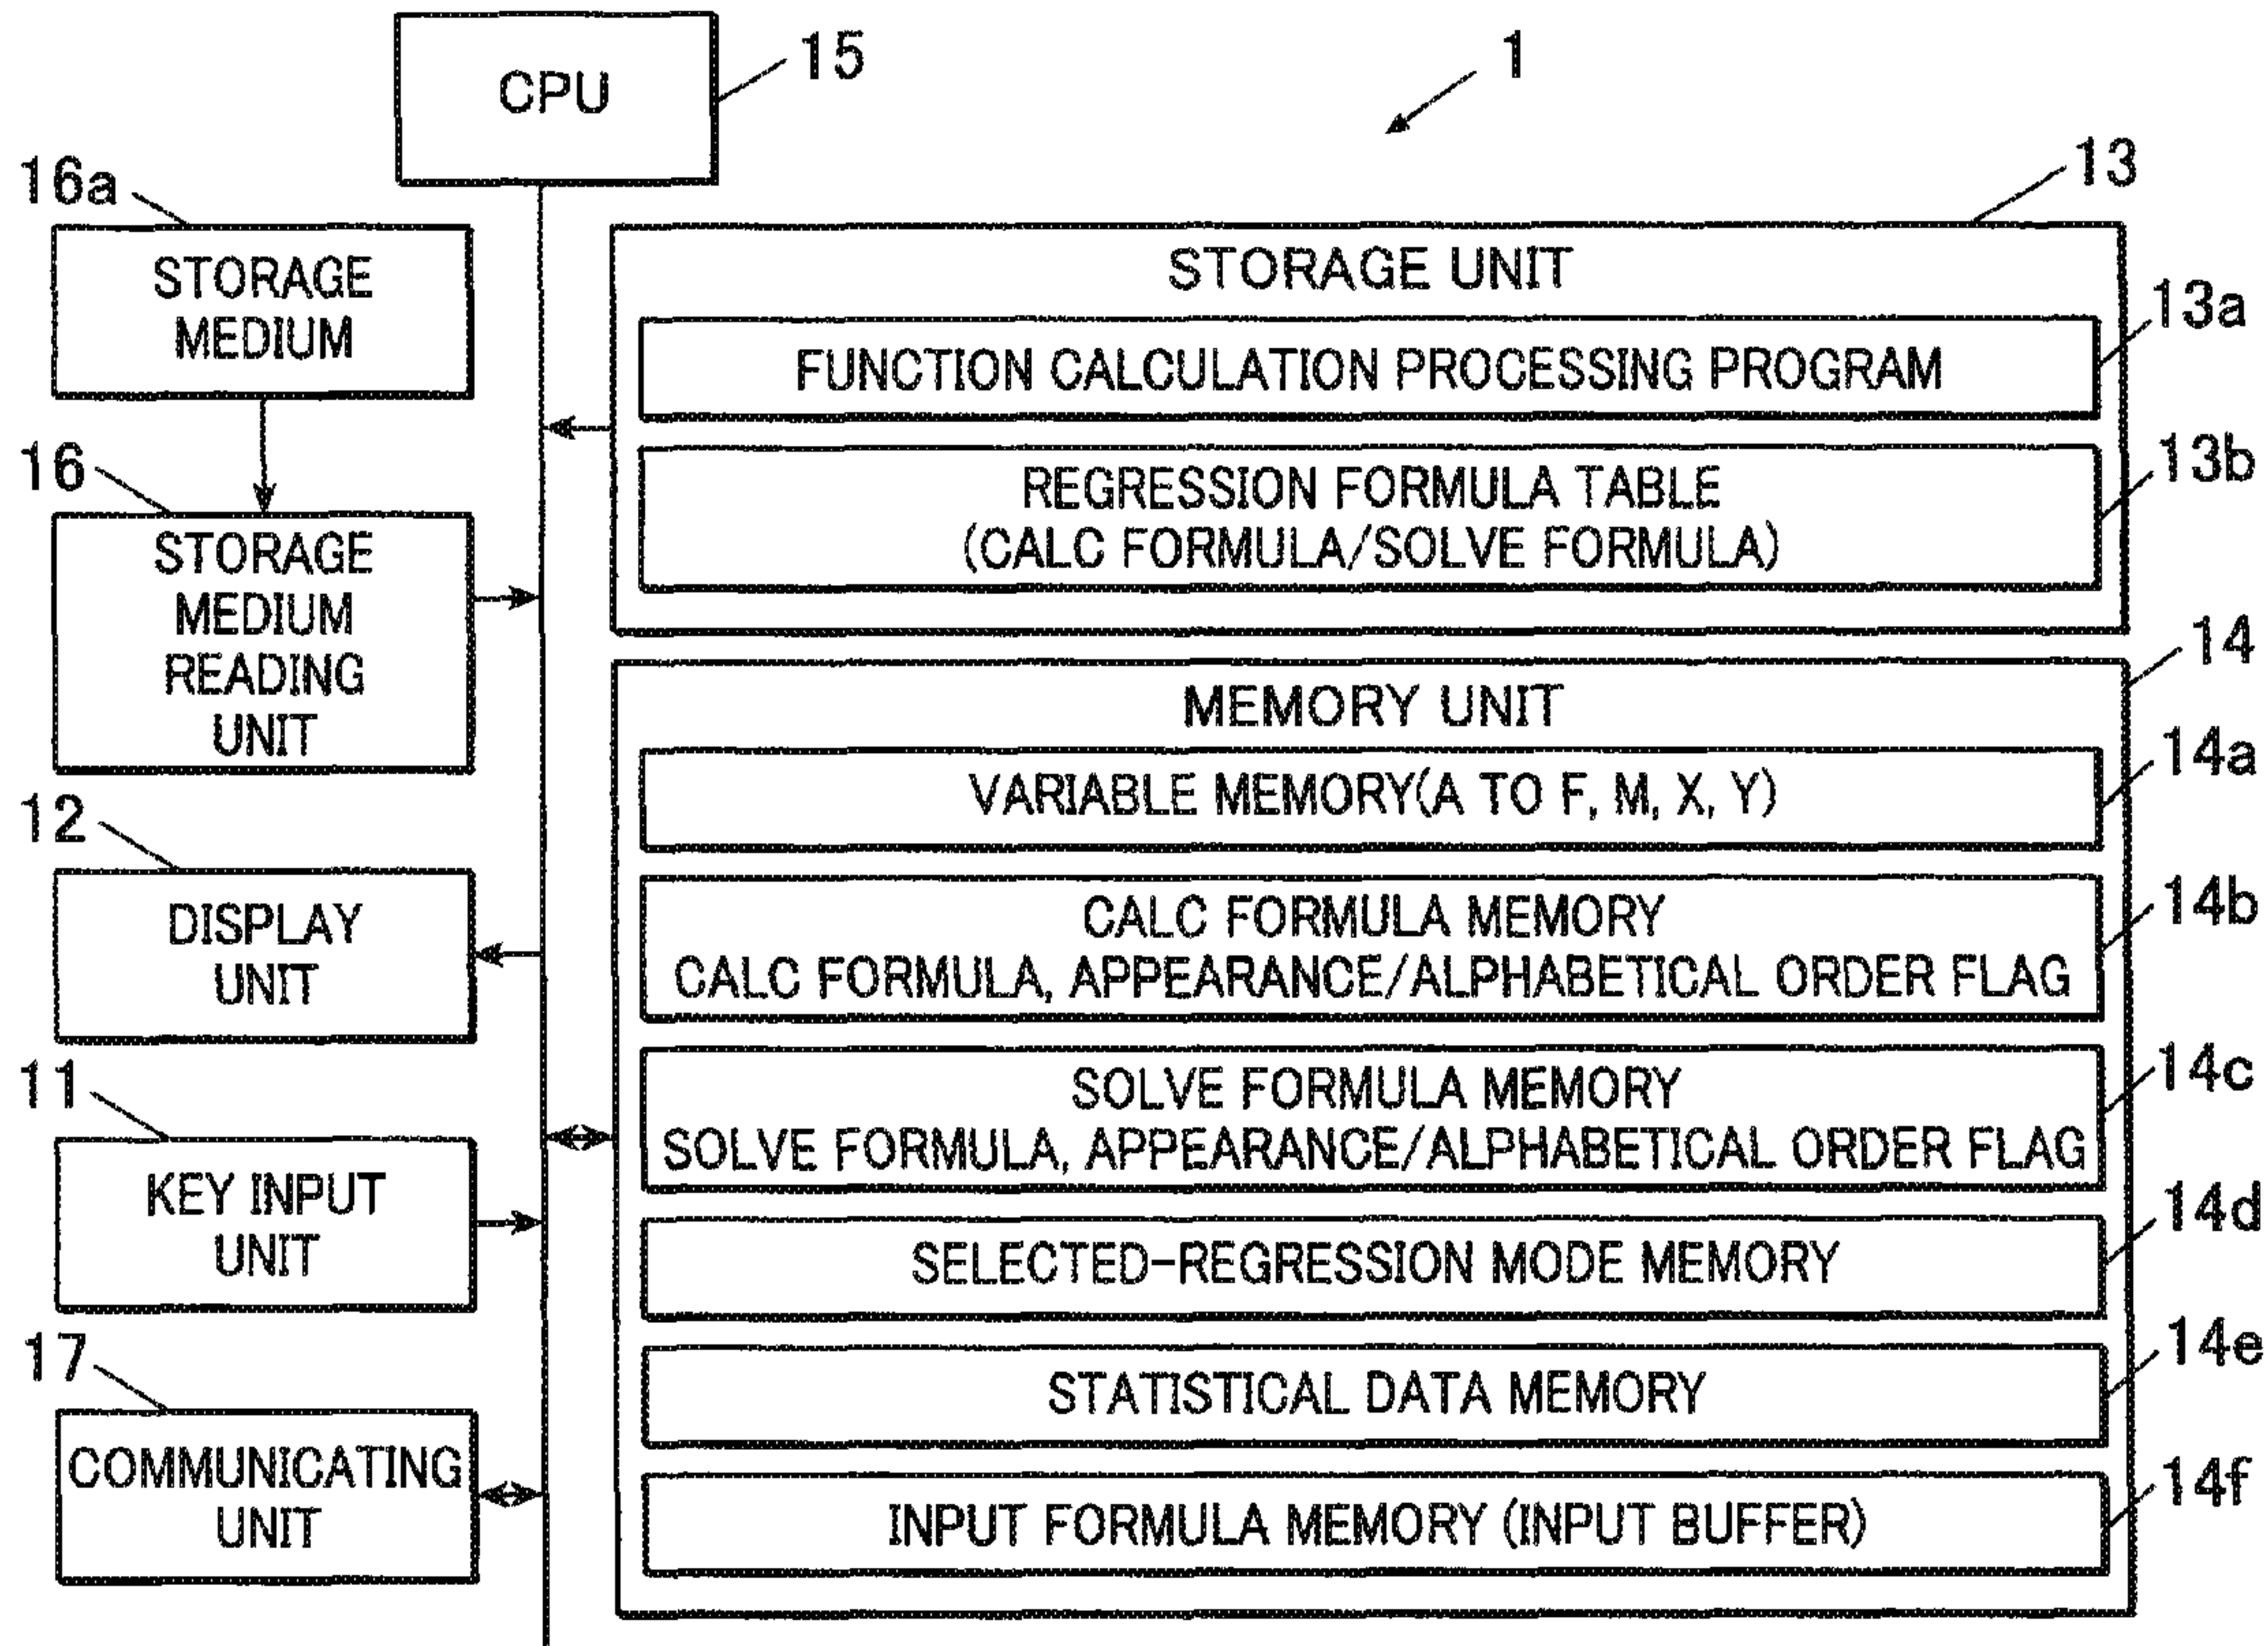 CPU
15
1
16a
STORAGE
MEDIUM
16
STORAGE
MEDIUM
READING
UNIT
12
DISPLAY
UNIT
11
KEY INPUT
UNIT
17
COMMUNICATING
UNIT
13
STORAGE UNIT
13a
FUNCTION CALCULATION PROCESSING PROGRAM
13b
REGRESSION FORMULA TABLE
(CALC FORMULA/SOLVE FORMULA)
14
MEMORY UNIT
14a
VARIABLE MEMORY(A TO F, M, X, Y)
14b
CALC FORMULA MEMORY
CALC FORMULA, APPEARANCE/ALPHABETICAL ORDER FLAG
14c
SOLVE FORMULA MEMORY
SOLVE FORMULA, APPEARANCE/ALPHABETICAL ORDER FLAG
14d
SELECTED-REGRESSION MODE MEMORY
14e
STATISTICAL DATA MEMORY
14f
INPUT FORMULA MEMORY (INPUT BUFFER)